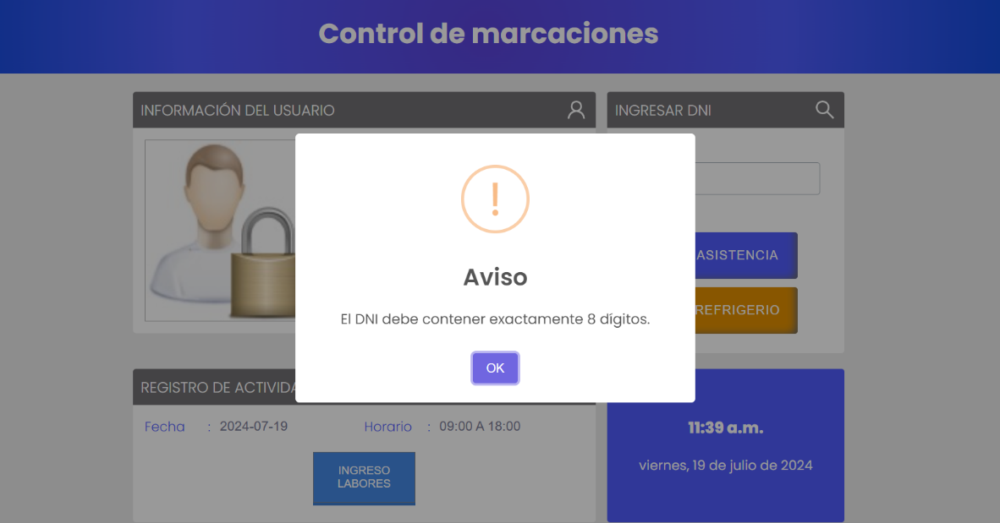 Control de marcaciones
INFORMACIÓN DEL USUARIO
INGRESAR DNI
!
Aviso
El DNI debe contener exactamente 8 dígitos.
OK
ASISTENCIA
REFRIGERIO
REGISTRO DE ACTIVIDA
Fecha : 2024-07-19
Horario : 09:00 A 18:00
INGRESO
LABORES
11:39 a.m.
viernes, 19 de julio de 2024